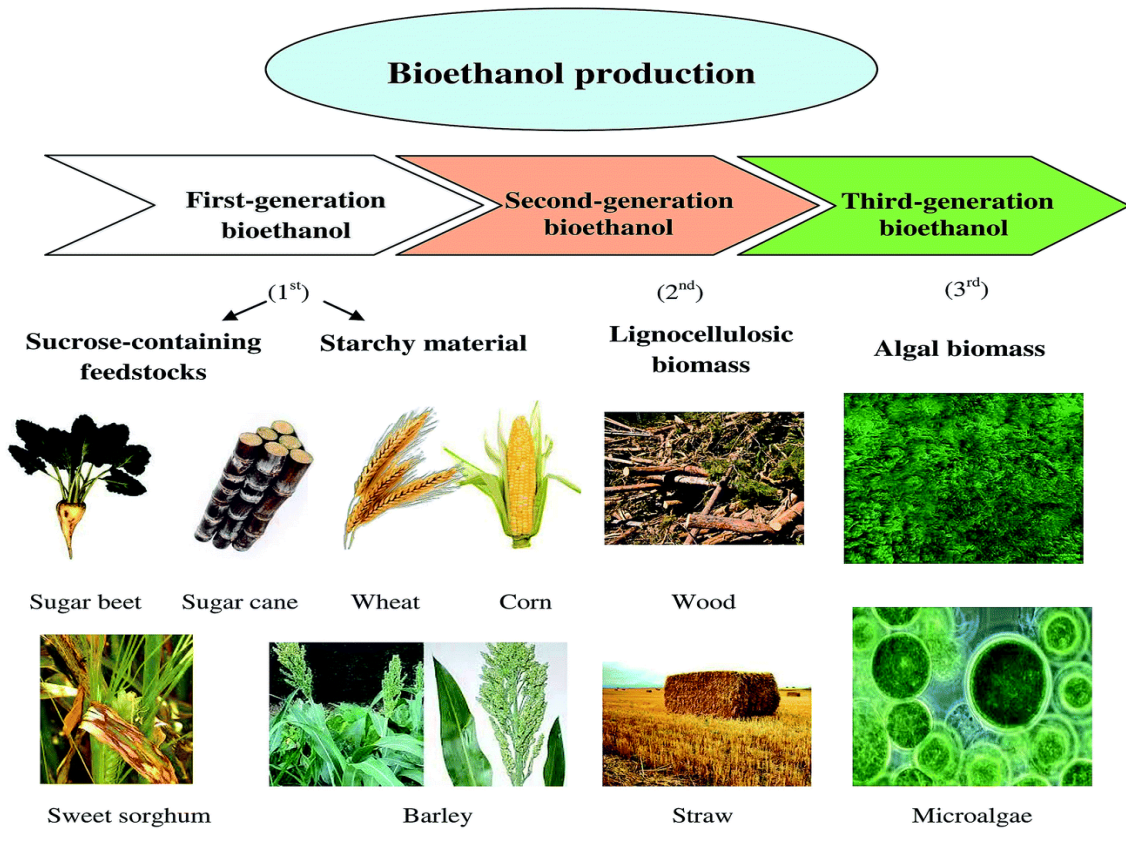 Bioethanol production
First-generation
bioethanol
Second-generation
bioethanol
Third-generation
bioethanol
(1st)
(2nd)
(3rd)
Sucrose-containing
feedstocks
Starchy material
Lignocellulosic
biomass
Algal biomass
Sugar beet
Sugar cane
Wheat
Corn
Wood
Sweet sorghum
Barley
Straw
Microalgae